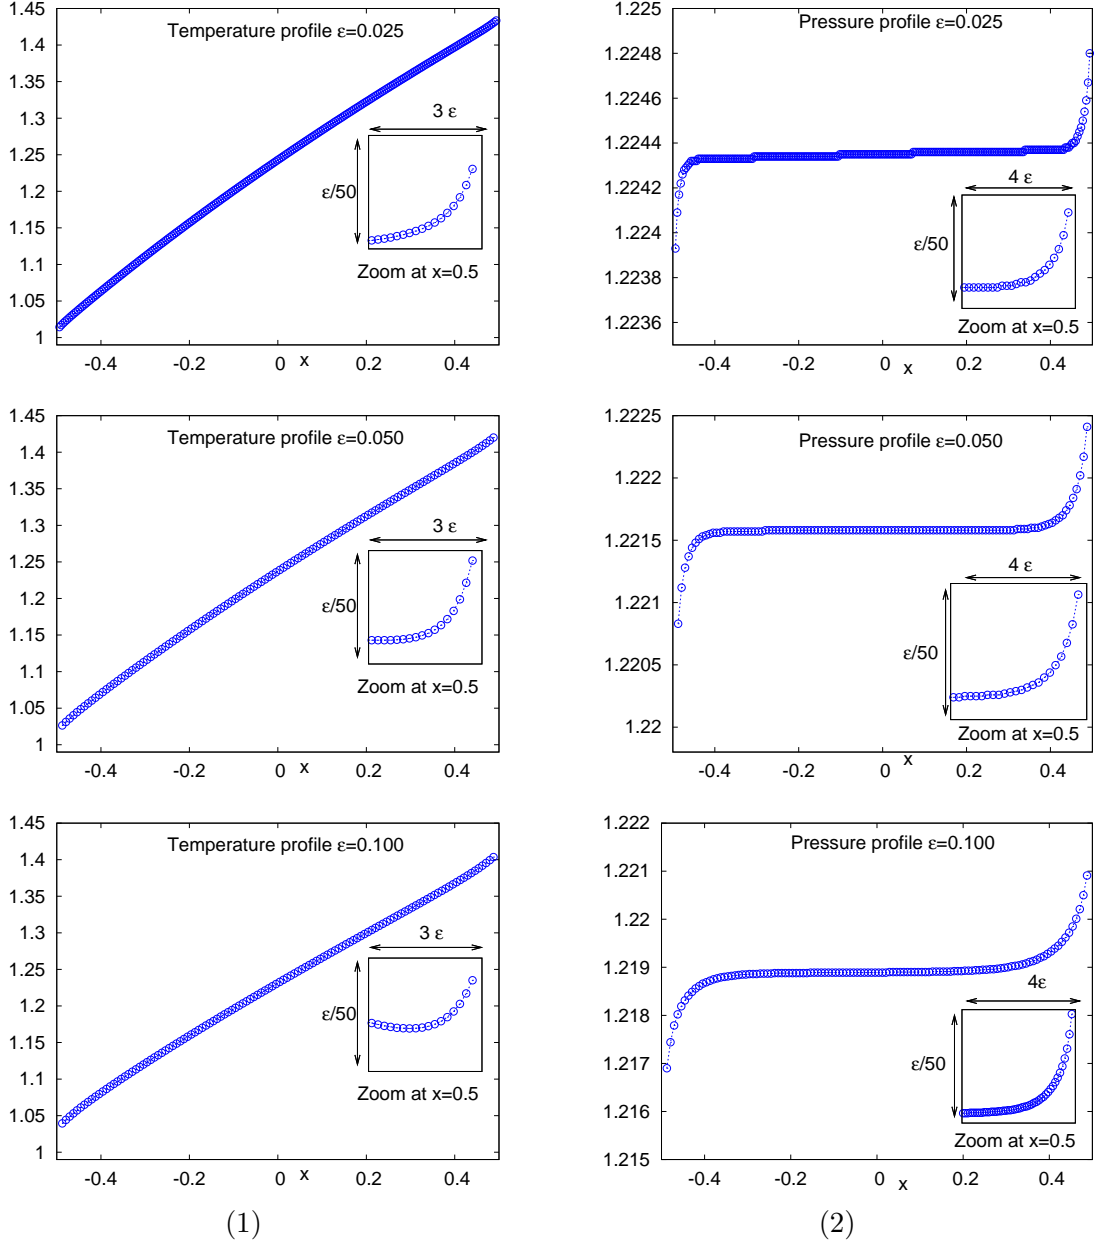 Temperature profile ε=0.025
1.45
1.4
1.35
1.3
1.25
1.2
1.15
1.1
1.05
1
-0.4
-0.2
0
x
0.2
0.4
3 ε
ε/50
Zoom at x=0.5
Pressure profile ε=0.025
1.225
1.2248
1.2246
1.2244
1.2242
1.224
1.2238
1.2236
-0.4
-0.2
0
x
0.2
0.4
4 ε
ε/50
Zoom at x=0.5
Temperature profile ε=0.050
1.45
1.4
1.35
1.3
1.25
1.2
1.15
1.1
1.05
1
-0.4
-0.2
0
x
0.2
0.4
3 ε
ε/50
Zoom at x=0.5
Pressure profile ε=0.050
1.2225
1.222
1.2215
1.221
1.2205
1.22
-0.4
-0.2
0
x
0.2
0.4
4 ε
ε/50
Zoom at x=0.5
Temperature profile ε=0.100
1.45
1.4
1.35
1.3
1.25
1.2
1.15
1.1
1.05
1
-0.4
-0.2
0
x
0.2
0.4
3 ε
ε/50
Zoom at x=0.5
Pressure profile ε=0.100
1.222
1.221
1.22
1.219
1.218
1.217
1.216
1.215
-0.4
-0.2
0
x
0.2
0.4
4ε
ε/50
Zoom at x=0.5
(1)
(2)